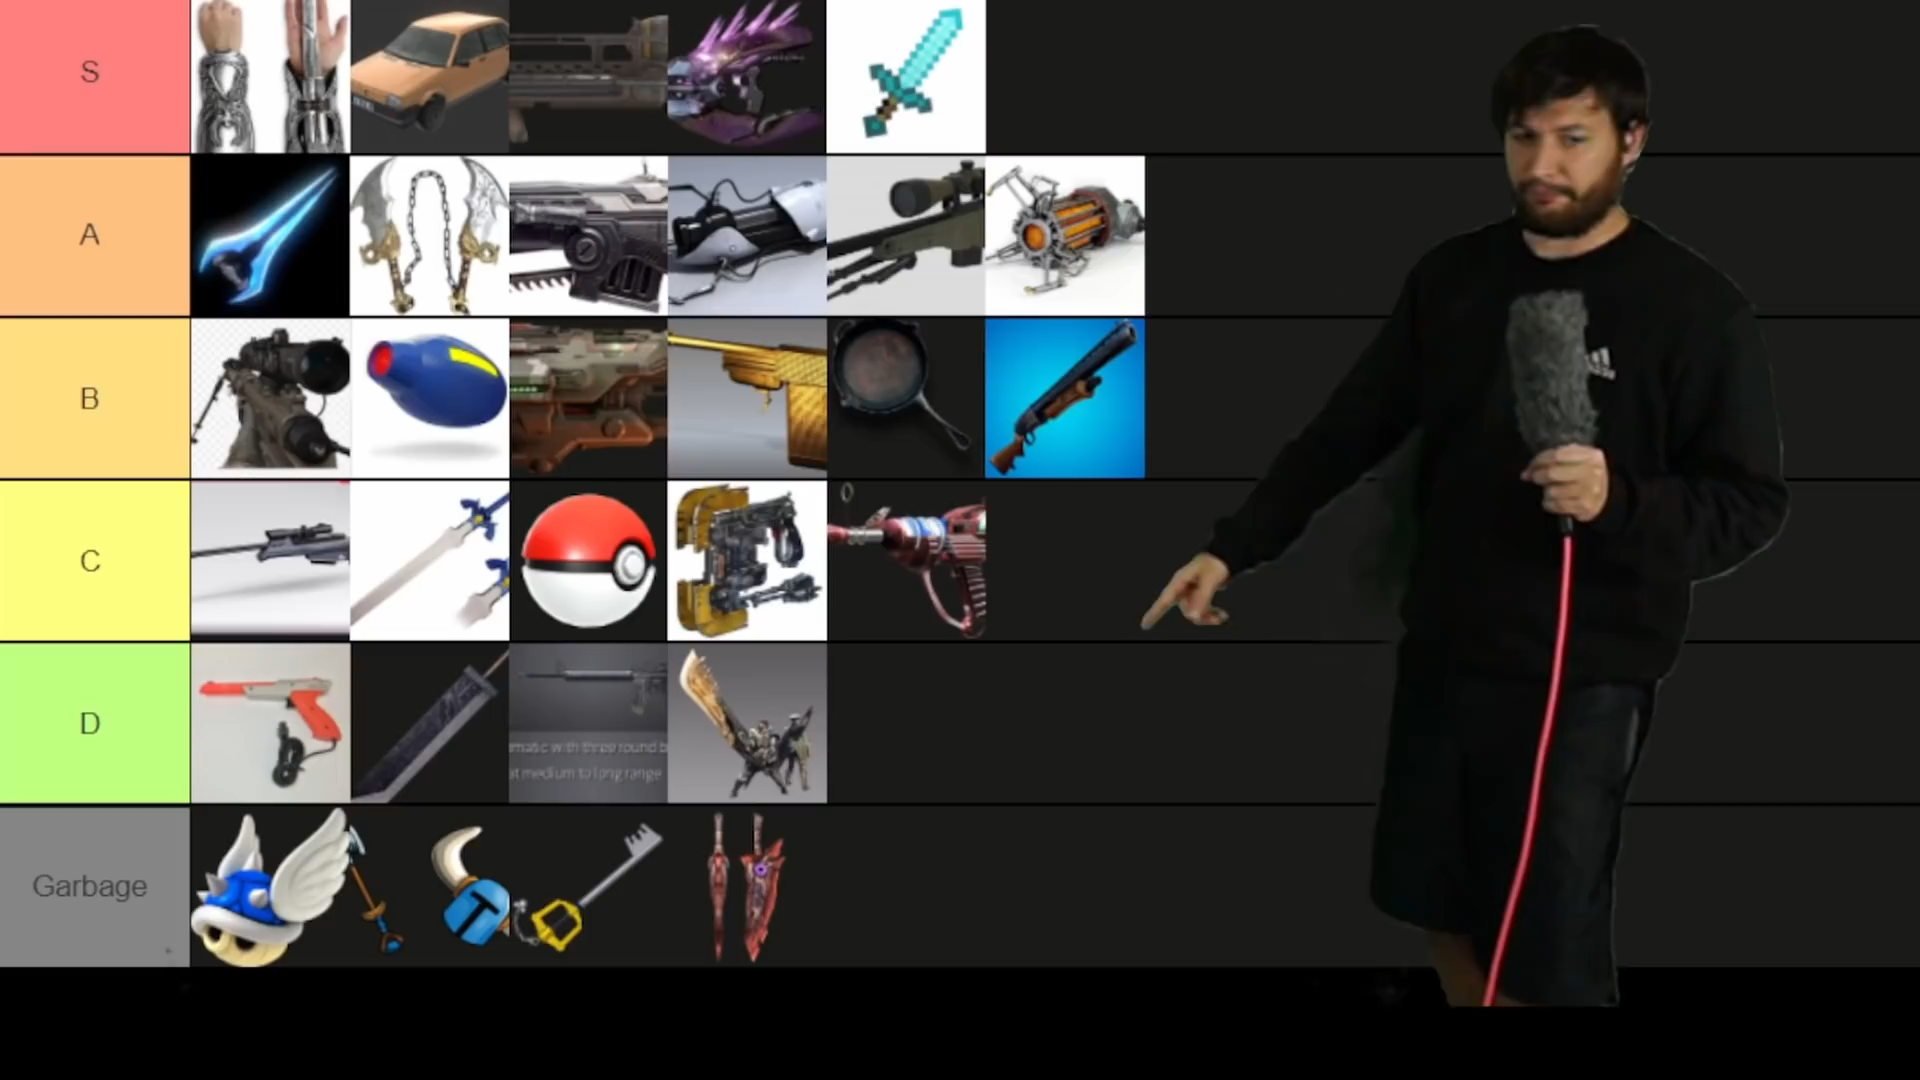 S
A
B
C
D
matic with three round b
at medium to long range
Garbage